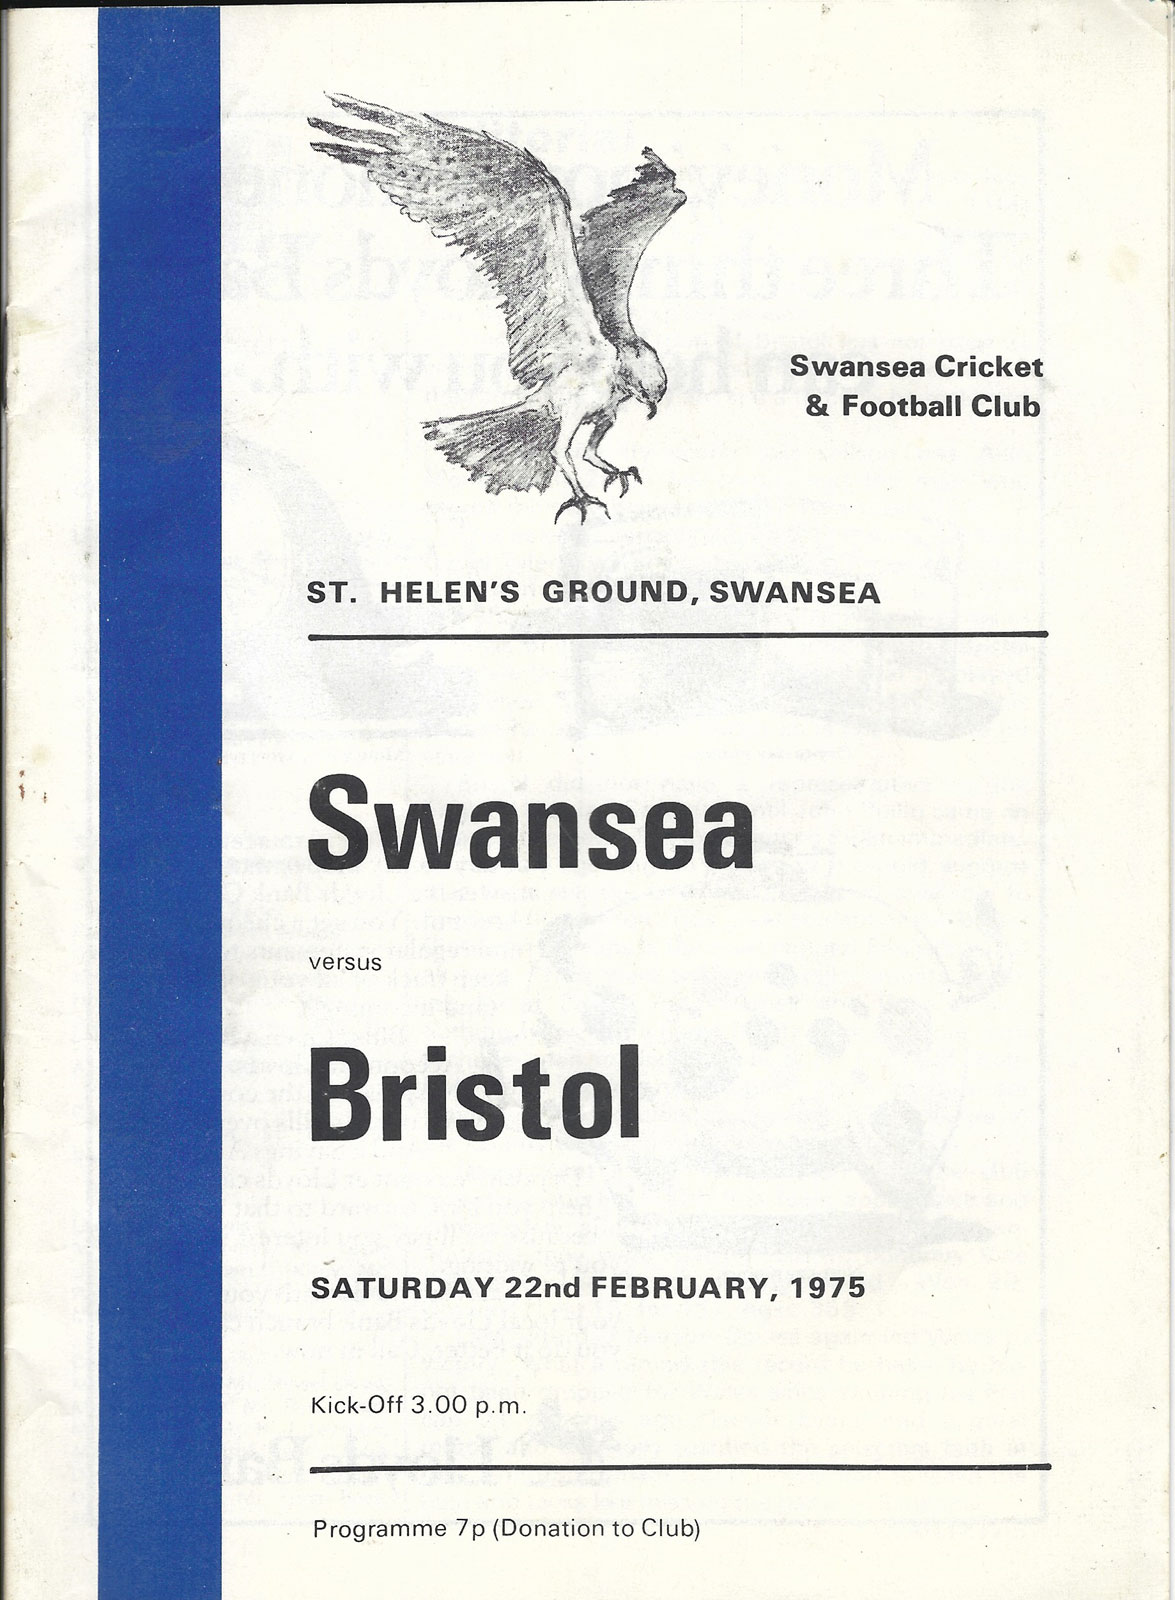 Swansea Cricket
& Football Club
ST. HELEN'S GROUND, SWANSEA
Swansea
versus
Bristol
SATURDAY 22nd FEBRUARY, 1975
Kick-Off 3.00 p.m.
Programme 7p (Donation to Club)